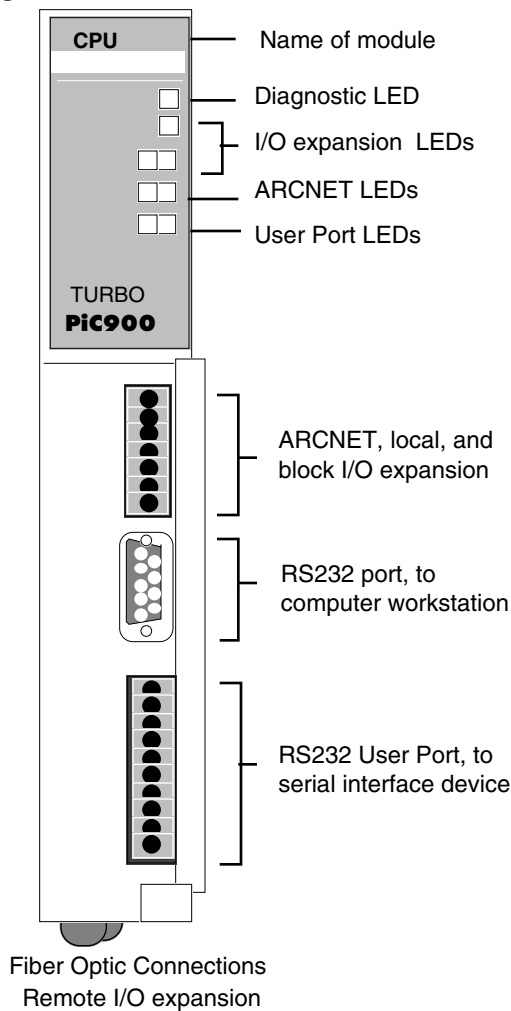 CPU
Name of module
Diagnostic LED
I/O expansion LEDs
ARCNET LEDs
User Port LEDs
TURBO
PiC900
ARCNET, local, and
block I/O expansion
RS232 port, to
computer workstation
RS232 User Port, to
serial interface device
Fiber Optic Connections
Remote I/O expansion